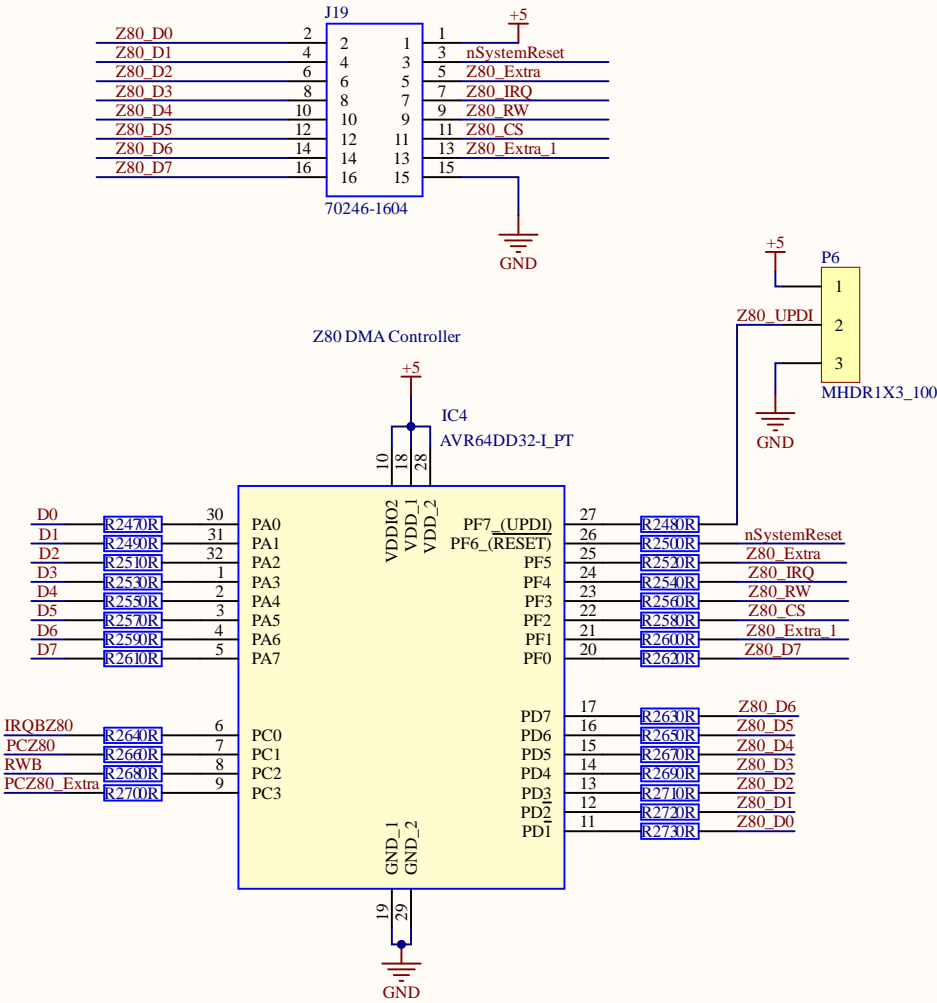 J19
+5
Z80_D0 2 2 1 1
Z80_D1 4 4 3 3 nSystemReset
Z80_D2 6 6 5 5 Z80_Extra
Z80_D3 8 8 7 7 Z80_IRQ
Z80_D4 10 10 9 9 Z80_RW
Z80_D5 12 12 11 11 Z80_CS
Z80_D6 14 14 13 13 Z80_Extra_1
Z80_D7 16 16 15 15
70246-1604
GND
+5
P6
1
Z80_UPDI 2
3
MHDR1X3_100
GND
Z80 DMA Controller
+5
IC4
AVR64DD32-I_PT
10 18 28
VDDIO2 VDD_1 VDD_2
D0 R247 0R 30 PA0 PF7_(UPDI) 27 R248 0R
D1 R249 0R 31 PA1 PF6_(RESET) 26 R250 0R nSystemReset
D2 R251 0R 32 PA2 PF5 25 R252 0R Z80_Extra
D3 R253 0R 1 PA3 PF4 24 R254 0R Z80_IRQ
D4 R255 0R 2 PA4 PF3 23 R256 0R Z80_RW
D5 R257 0R 3 PA5 PF2 22 R258 0R Z80_CS
D6 R259 0R 4 PA6 PF1 21 R260 0R Z80_Extra_1
D7 R261 0R 5 PA7 PF0 20 R262 0R Z80_D7
PD7 17 R263 0R Z80_D6
IRQBZ80 R264 0R 6 PC0 PD6 16 R265 0R Z80_D5
PCZ80 R266 0R 7 PC1 PD5 15 R267 0R Z80_D4
RWB R268 0R 8 PC2 PD4 14 R269 0R Z80_D3
PCZ80_Extra R270 0R 9 PC3 PD3 13 R271 0R Z80_D2
PD2 12 R272 0R Z80_D1
PD1 11 R273 0R Z80_D0
GND_1 GND_2
19 29
GND